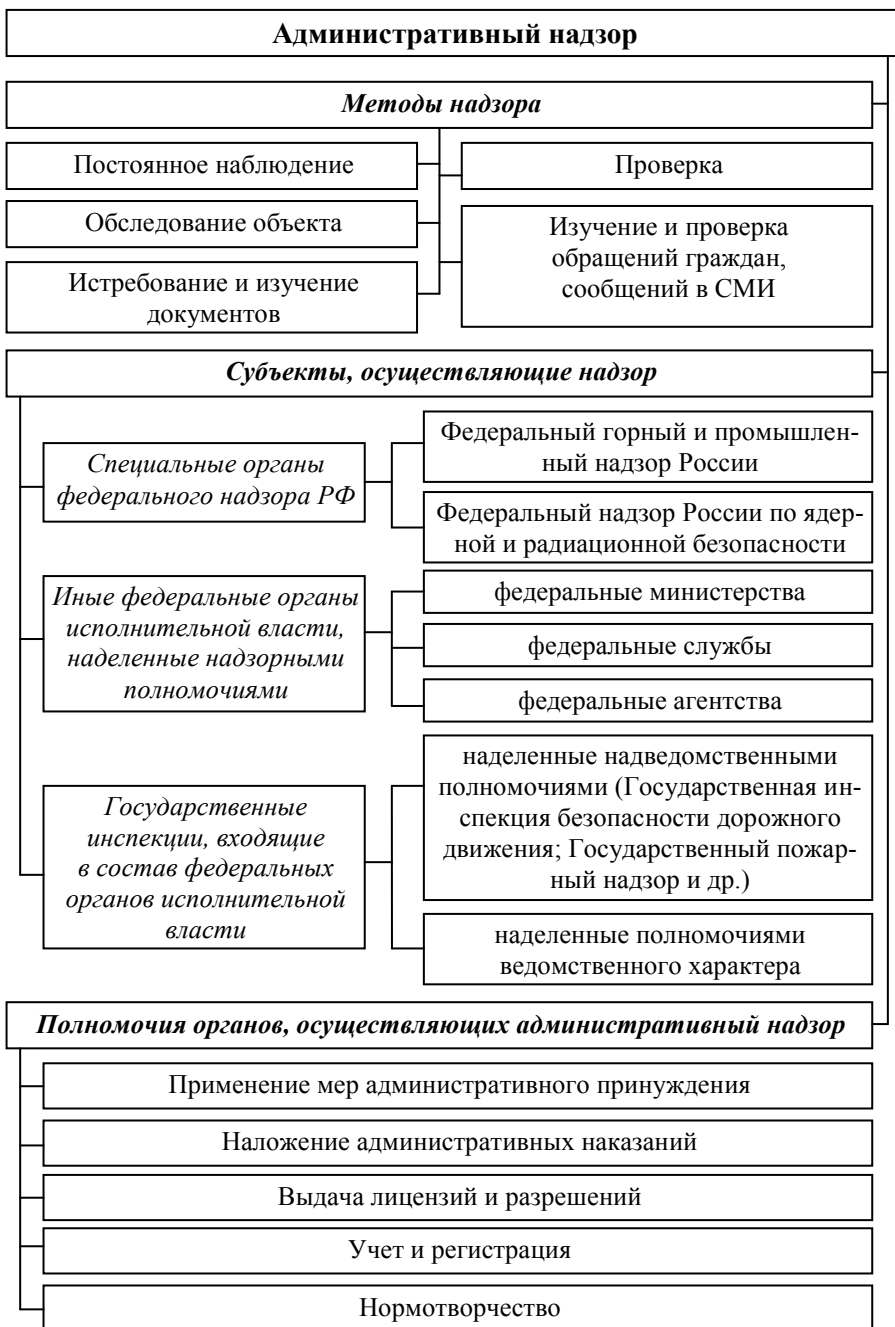 Административный надзор
Методы надзора
Постоянное наблюдение
Проверка
Обследование объекта
Изучение и проверка
обращений граждан,
сообщений в СМИ
Истребование и изучение
документов
Субъекты, осуществляющие надзор
Специальные органы
федерального надзора РФ
Федеральный горный и промышлен-
ный надзор России
Федеральный надзор России по ядер-
ной и радиационной безопасности
Иные федеральные органы
исполнительной власти,
наделенные надзорными
полномочиями
федеральные министерства
федеральные службы
федеральные агентства
Государственные
инспекции, входящие
в состав федеральных
органов исполнительной
власти
наделенные надведомственными
полномочиями (Государственная ин-
спекция безопасности дорожного
движения; Государственный пожар-
ный надзор и др.)
наделенные полномочиями
ведомственного характера
Полномочия органов, осуществляющих административный надзор
Применение мер административного принуждения
Наложение административных наказаний
Выдача лицензий и разрешений
Учет и регистрация
Нормотворчество